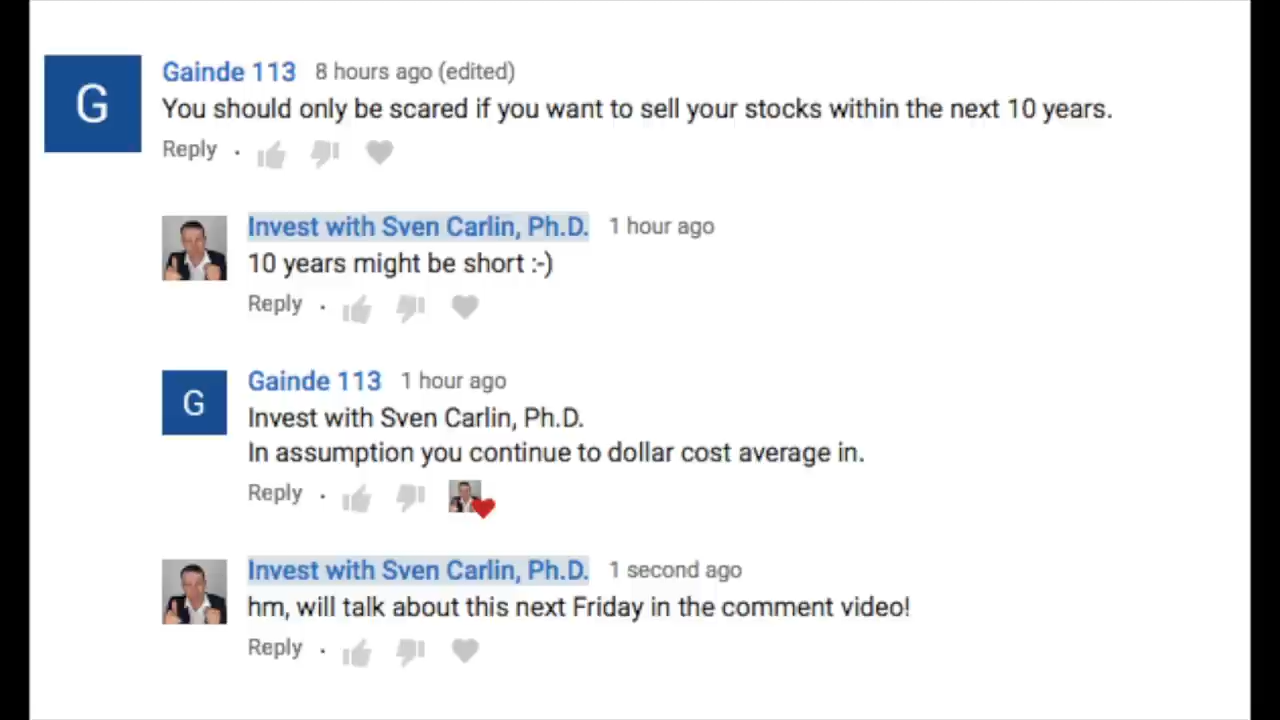 G
Gainde 113 8 hours ago (edited)
You should only be scared if you want to sell your stocks within the next 10 years.
Reply .
Invest with Sven Carlin, Ph.D. 1 hour ago
10 years might be short :-)
Reply .
G
Gainde 113 1 hour ago
Invest with Sven Carlin, Ph.D.
In assumption you continue to dollar cost average in.
Reply .
Invest with Sven Carlin, Ph.D. 1 second ago
hm, will talk about this next Friday in the comment video!
Reply .